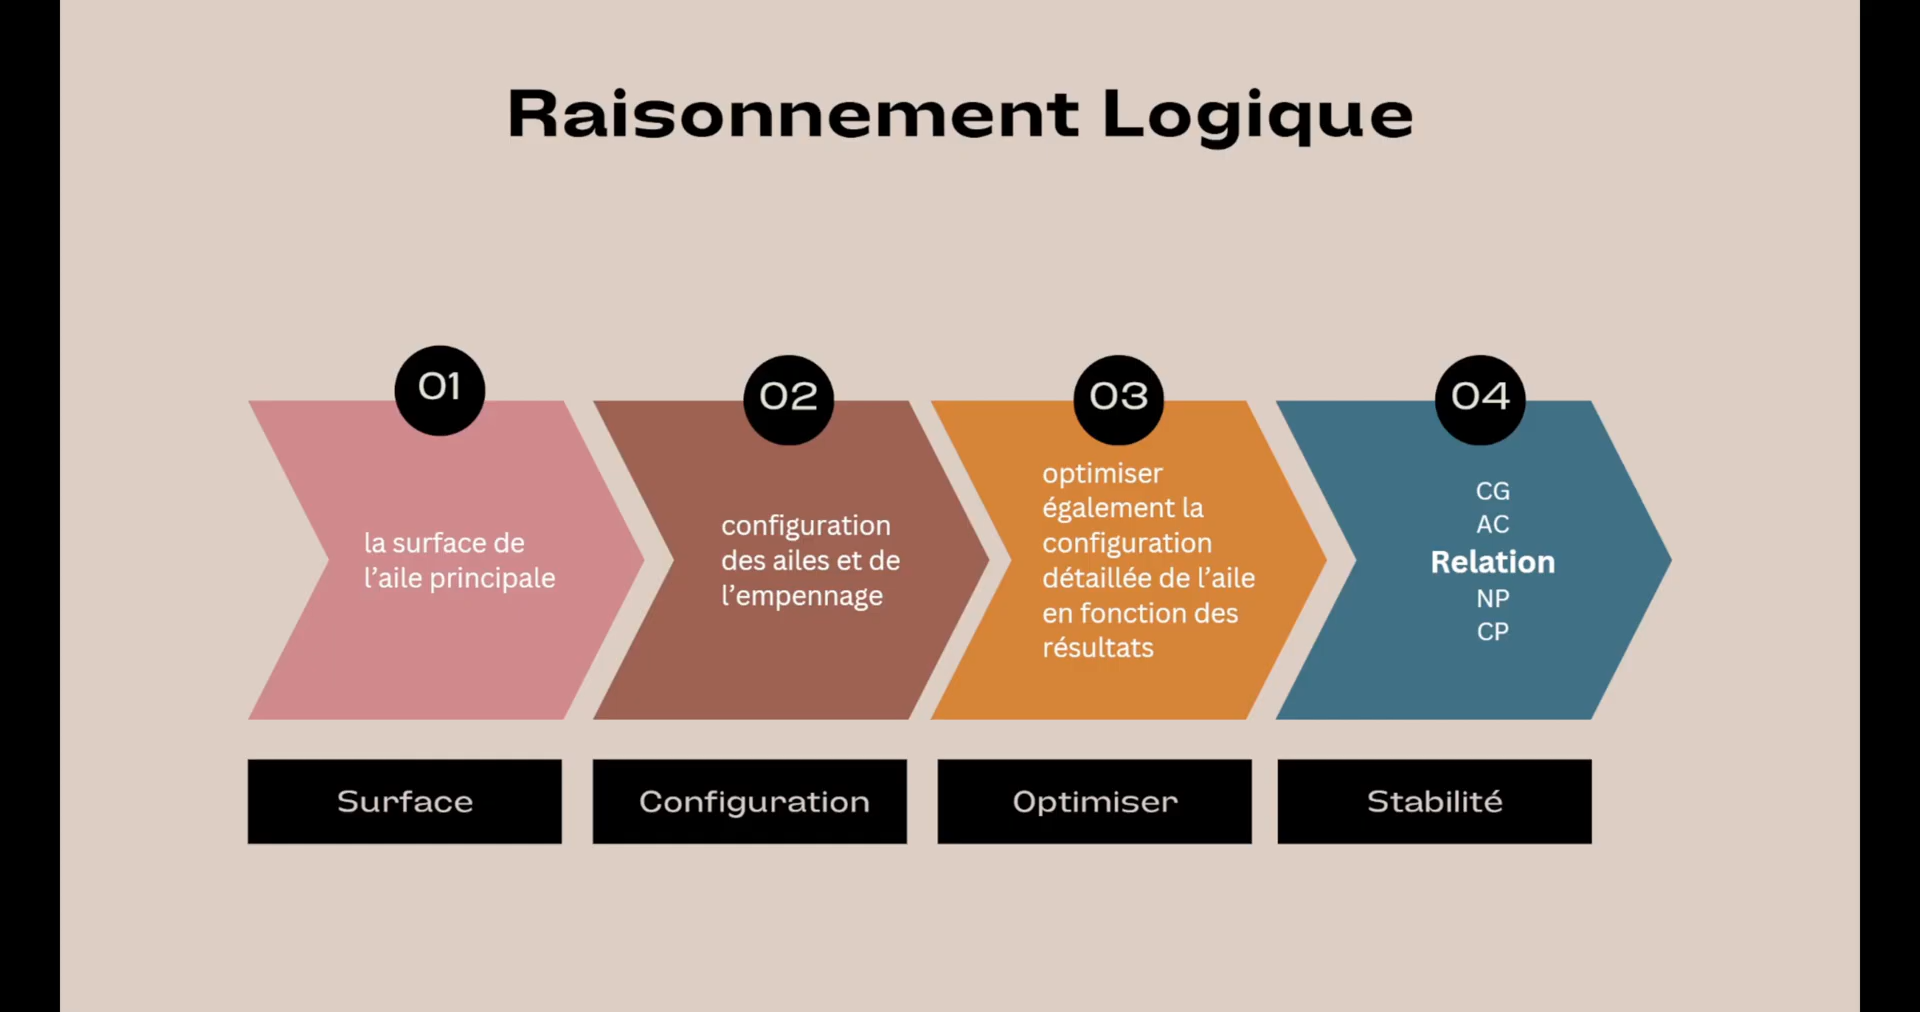 Raisonnement Logique
01
la surface de
l’aile principale
Surface
02
configuration
des ailes et de
l’empennage
Configuration
03
optimiser
également la
configuration
détaillée de l’aile
en fonction des
résultats
Optimiser
04
CG
AC
Relation
NP
CP
Stabilité